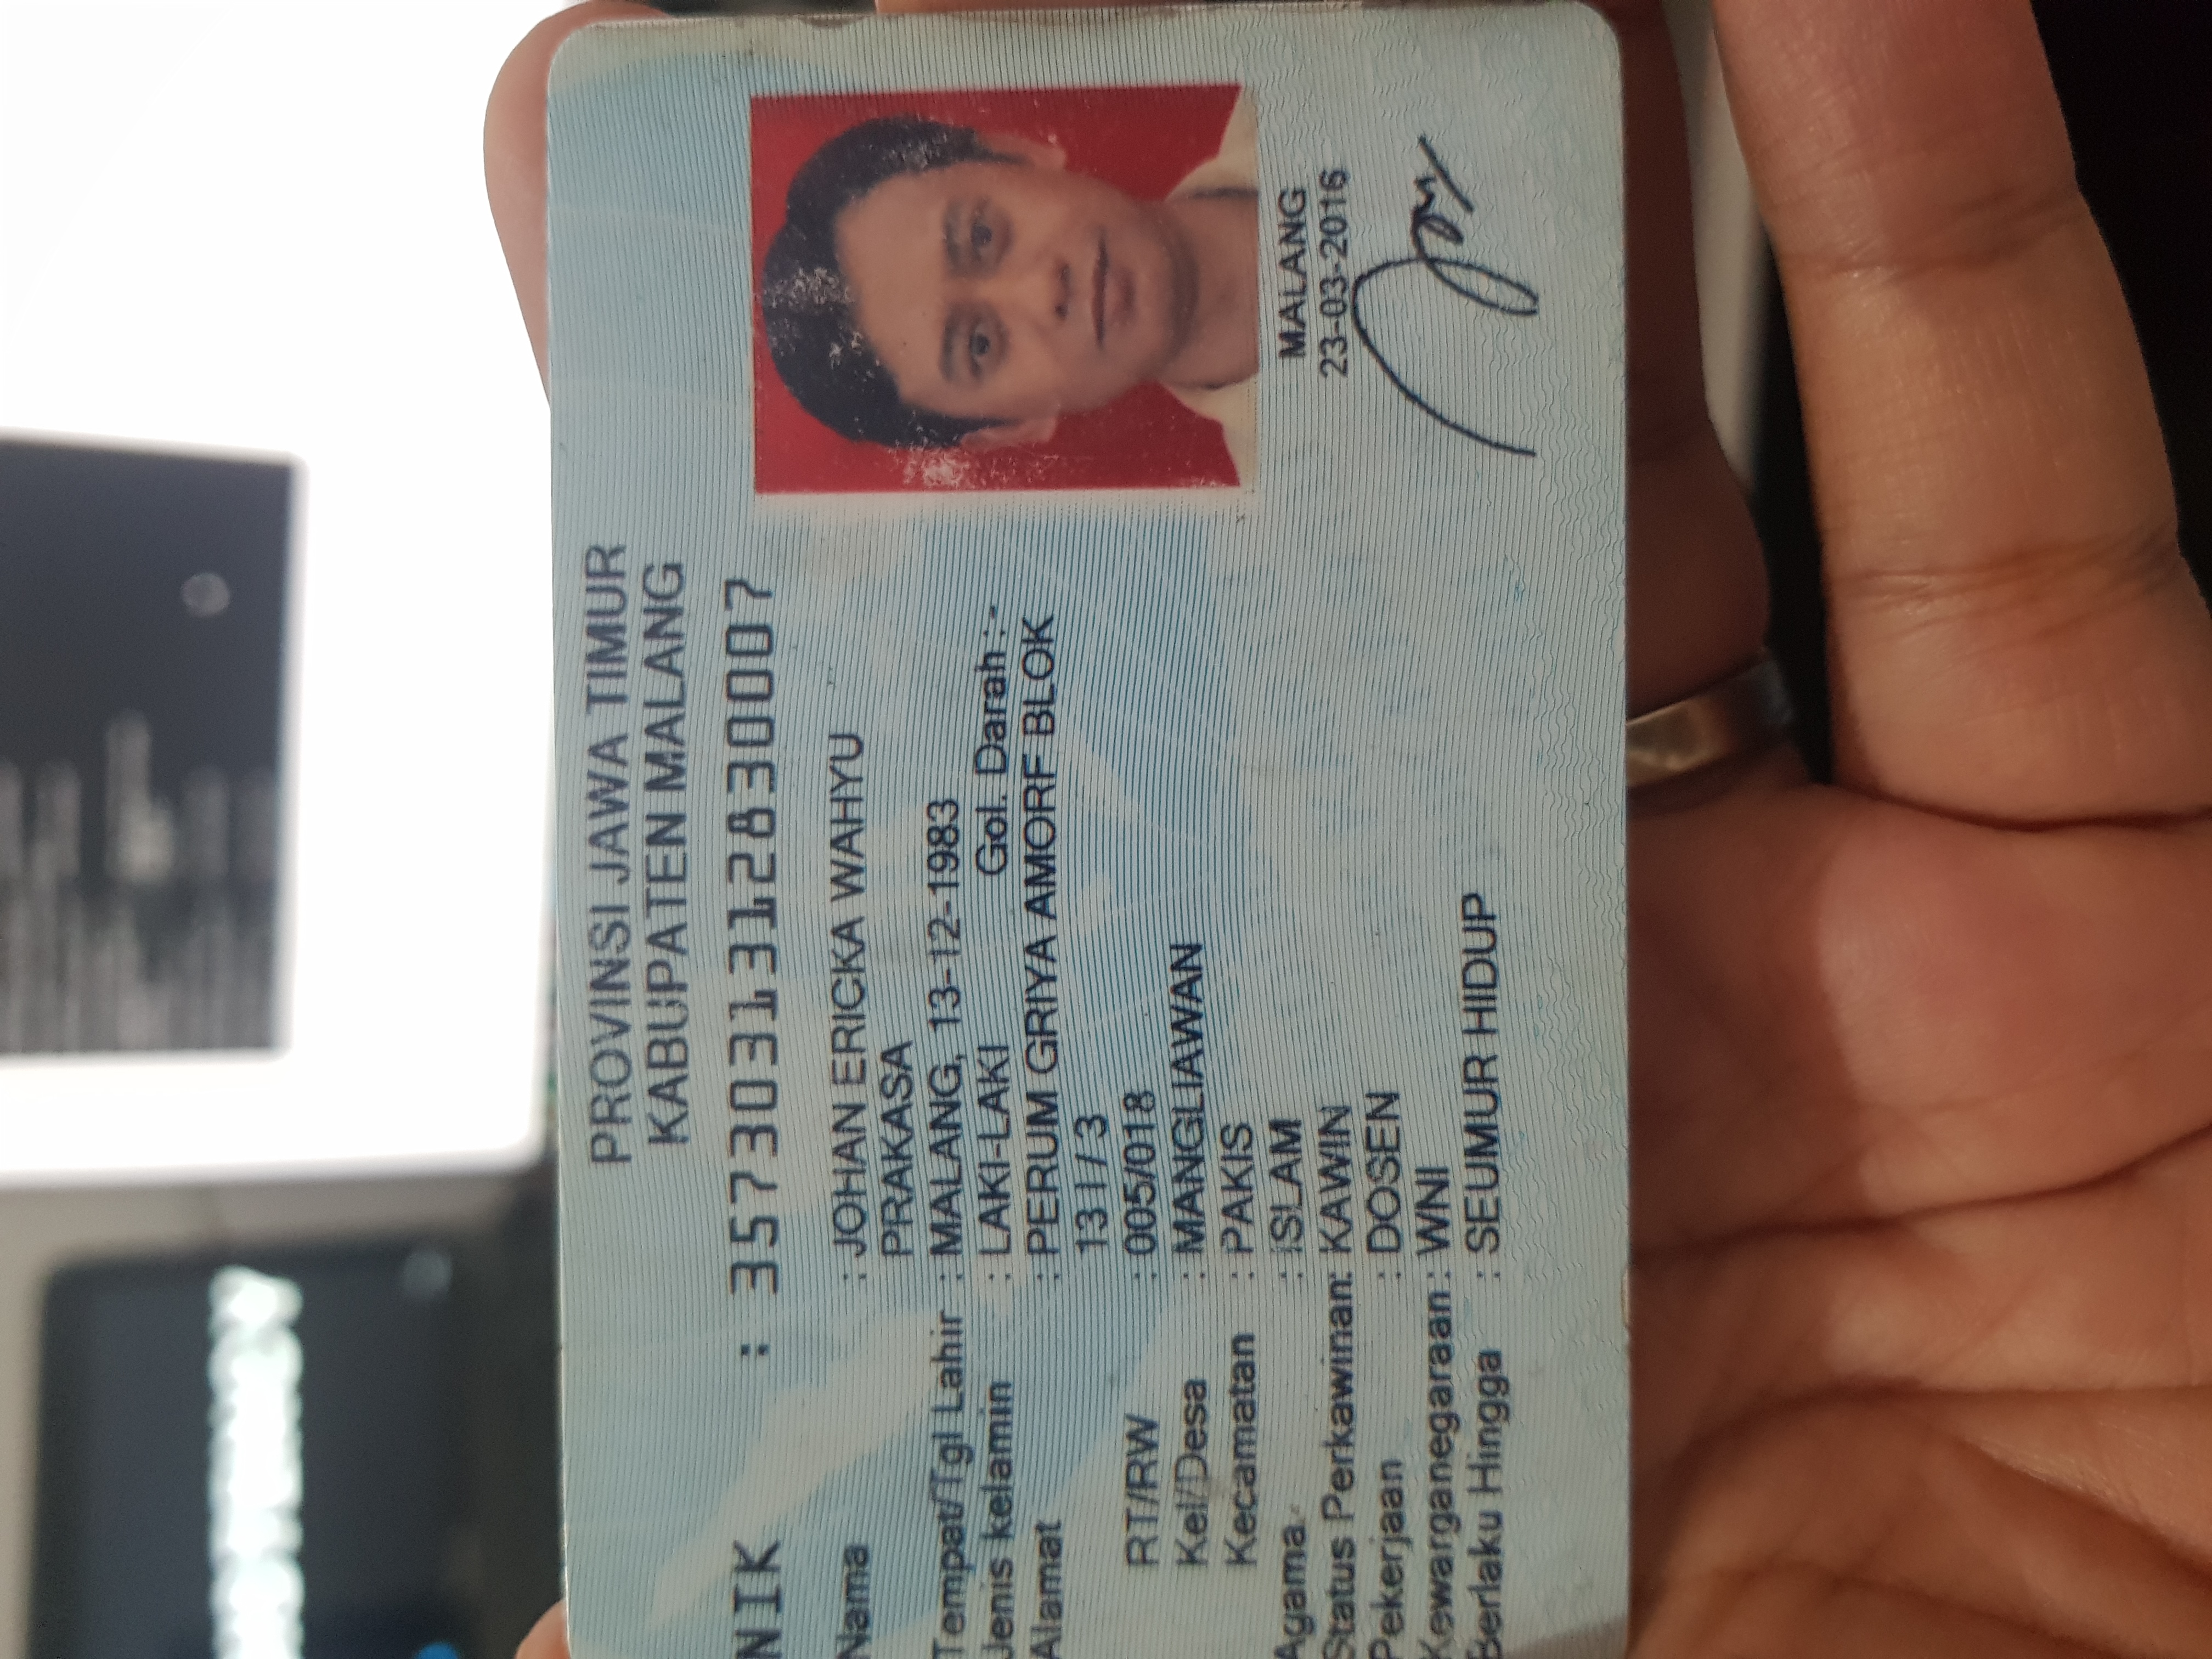 PROVINSI JAWA TIMUR
KABUPATEN MALANG
NIK : 3573031312830007
Nama : JOHAN ERICKA WAHYU
PRAKASA
Tempat/Tgl Lahir : MALANG, 13-12-1983
Jenis kelamin : LAKI-LAKI Gol. Darah : -
Alamat : PERUM GRIYA AMORF BLOK
13 I / 3
RT/RW : 005/018
Kel/Desa : MANGLIAWAN
Kecamatan : PAKIS
Agama : ISLAM
Status Perkawinan: KAWIN
Pekerjaan : DOSEN
Kewarganegaraan : WNI
Berlaku Hingga : SEUMUR HIDUP
MALANG
23-03-2016